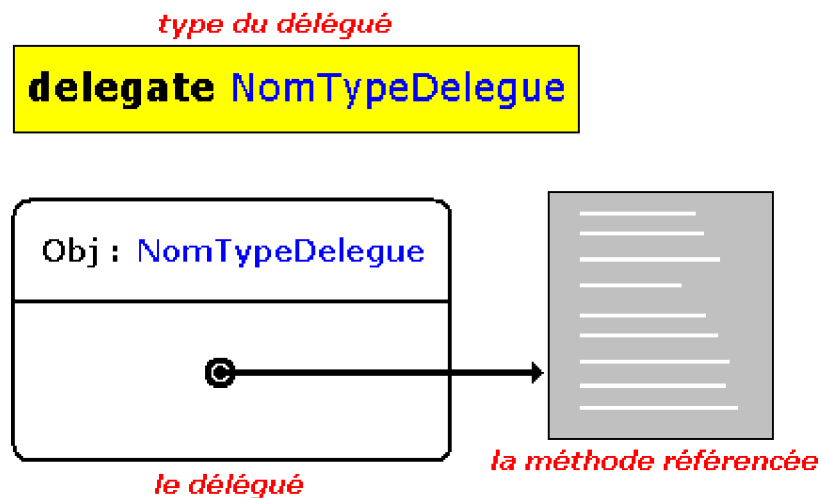 type du délégué
delegate NomTypeDelegue
Obj : NomTypeDelegue
la méthode référencée
le délégué